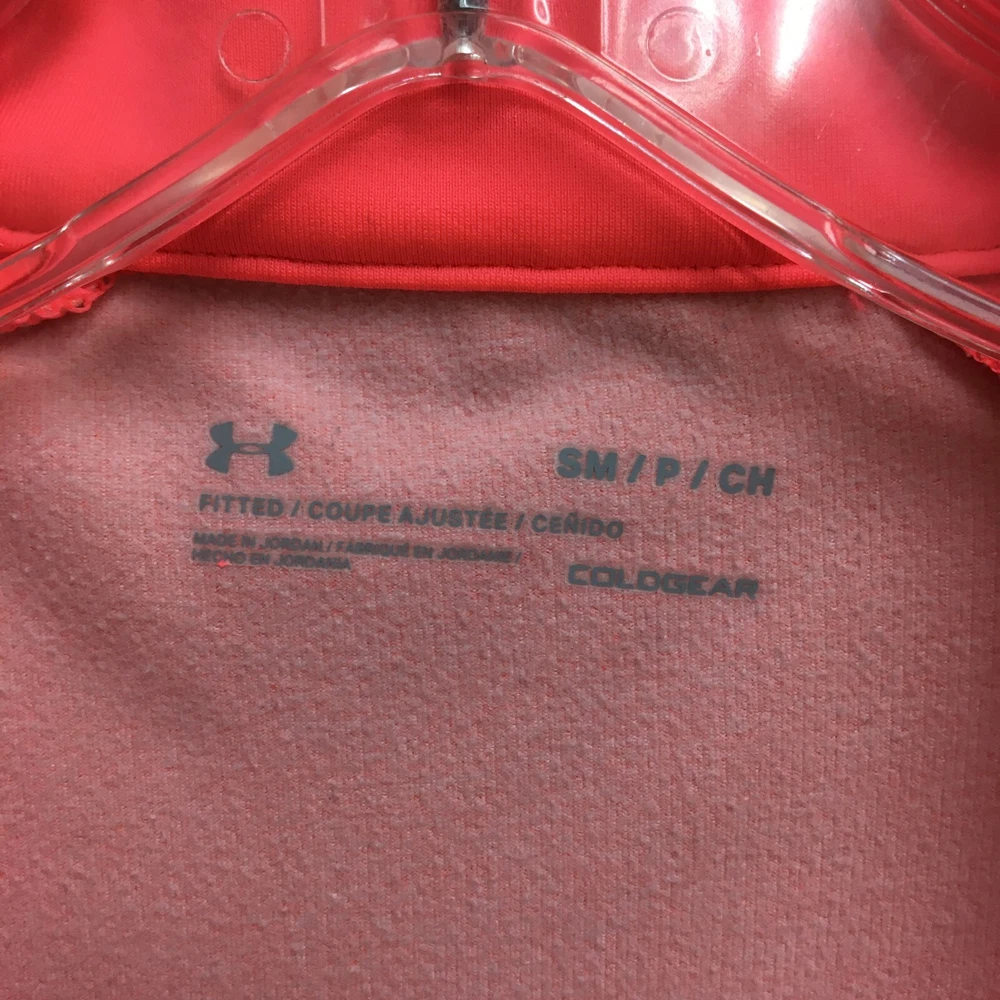 SM / P / CH
FITTED / COUPE AJUSTÉE / CEÑIDO
MADE IN JORDAN / FABRIQUÉ EN JORDANIE /
HECHO EN JORDANIA
COLDGEAR